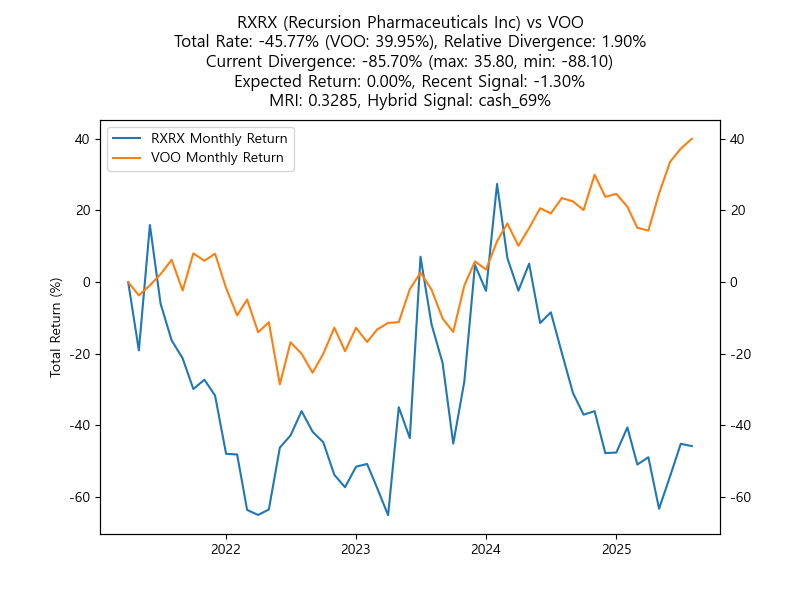 RXRX (Recursion Pharmaceuticals Inc) vs VOO
Total Rate: -45.77% (VOO: 39.95%), Relative Divergence: 1.90%
Current Divergence: -85.70% (max: 35.80, min: -88.10)
Expected Return: 0.00%, Recent Signal: -1.30%
MRI: 0.3285, Hybrid Signal: cash_69%
RXRX Monthly Return
VOO Monthly Return
Total Return (%)
40
20
0
-20
-40
-60
40
20
0
-20
-40
-60
2022
2023
2024
2025